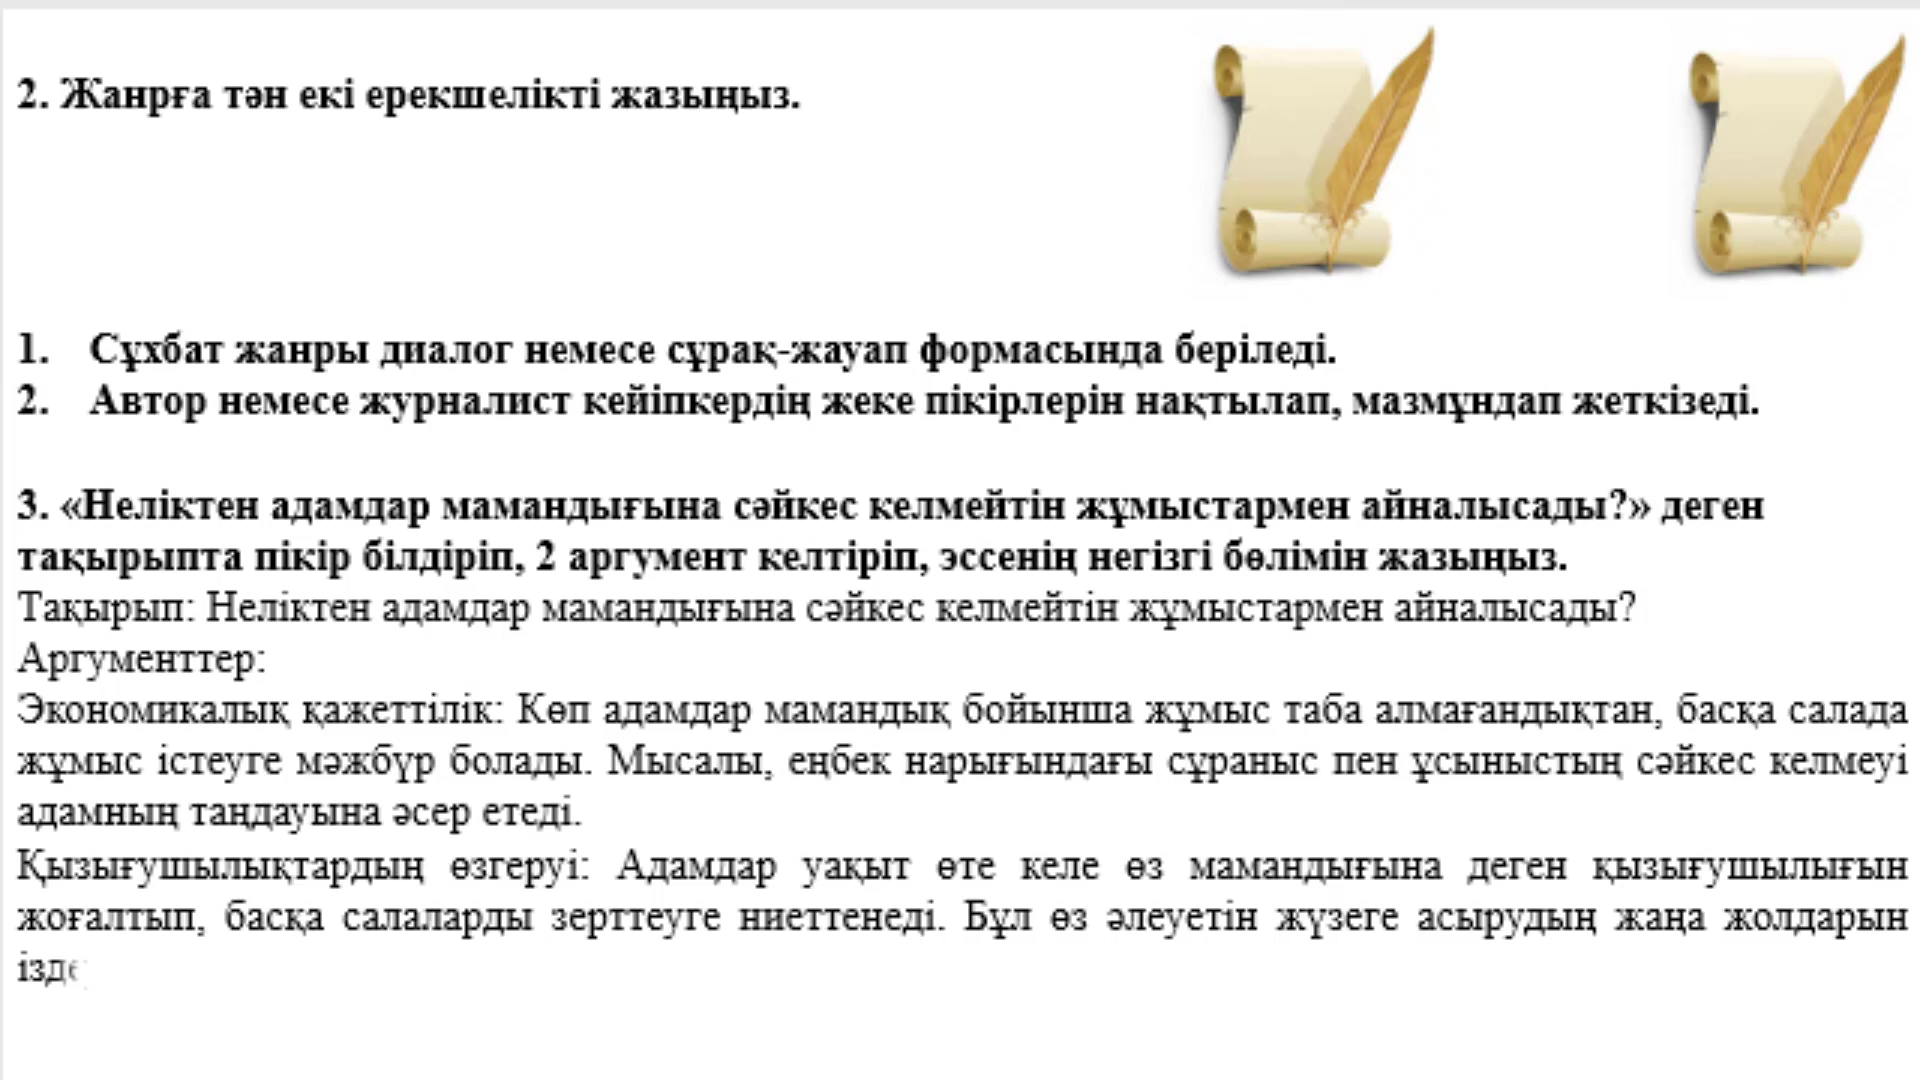 2. Жанрға тән екі ерекшелікті жазыңыз.
1. Сұхбат жанры диалог немесе сұрақ-жауап формасында беріледі.
2. Автор немесе журналист кейіпкердің жеке пікірлерін нақтылап, мазмұндап жеткізеді.
3. «Неліктен адамдар мамандығына сәйкес келмейтін жұмыстармен айналысады?» деген
тақырыпта пікір білдіріп, 2 аргумент келтіріп, эссенің негізгі бөлімін жазыңыз.
Тақырып: Неліктен адамдар мамандығына сәйкес келмейтін жұмыстармен айналысады?
Аргументтер:
Экономикалық қажеттілік: Көп адамдар мамандық бойынша жұмыс таба алмағандықтан, басқа салада
жұмыс істеуге мәжбүр болады. Мысалы, еңбек нарығындағы сұраныс пен ұсыныстың сәйкес келмеуі
адамның таңдауына әсер етеді.
Қызығушылықтардың өзгеруі: Адамдар уақыт өте келе өз мамандығына деген қызығушылығын
жоғалтып, басқа салаларды зерттеуге ниеттенеді. Бұл өз әлеуетін жүзеге асырудың жаңа жолдарын